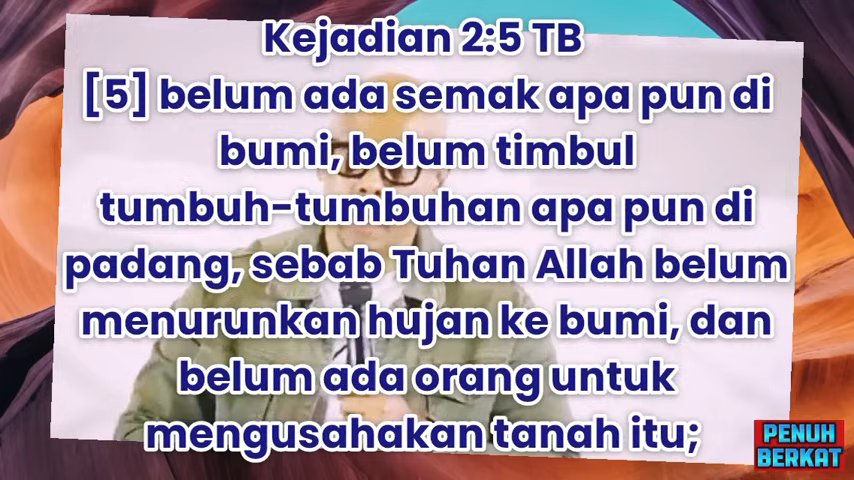 Kejadian 2:5 TB
[5] belum ada semak apa pun di
bumi, belum timbul
tumbuh-tumbuhan apa pun di
padang, sebab Tuhan Allah belum
menurunkan hujan ke bumi, dan
belum ada orang untuk
mengusahakan tanah itu;
PENUH
BERKAT